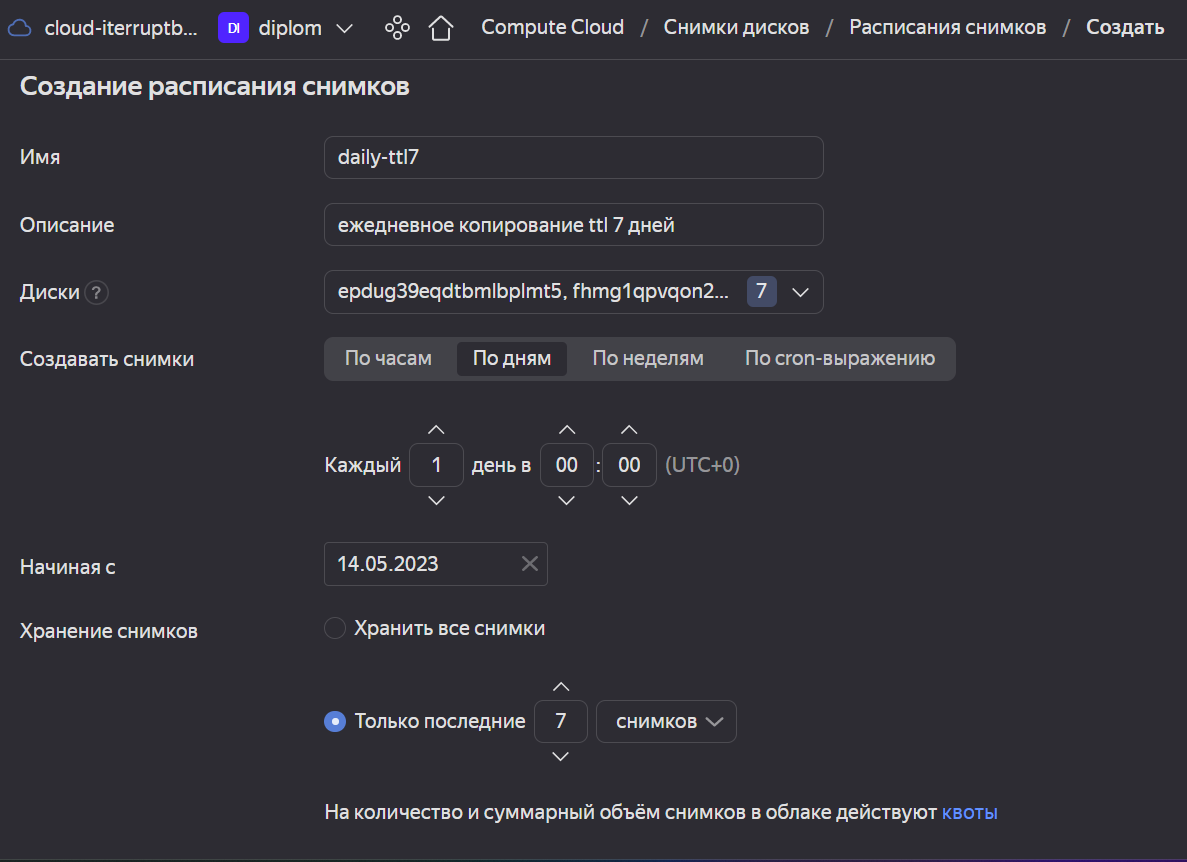 cloud-iterruptb... DI diplom Compute Cloud / Снимки дисков / Расписания снимков / Создать
Создание расписания снимков
Имя daily-ttl7
Описание ежедневное копирование ttl 7 дней
Диски ? epdug39eqdtbmlbplmt5, fhmg1qpvqon2... 7
Создавать снимки По часам По дням По неделям По cron-выражению
Каждый 1 день в 00 : 00 (UTC+0)
Начиная с 14.05.2023
Хранение снимков Хранить все снимки
Только последние 7 снимков
На количество и суммарный объём снимков в облаке действуют квоты